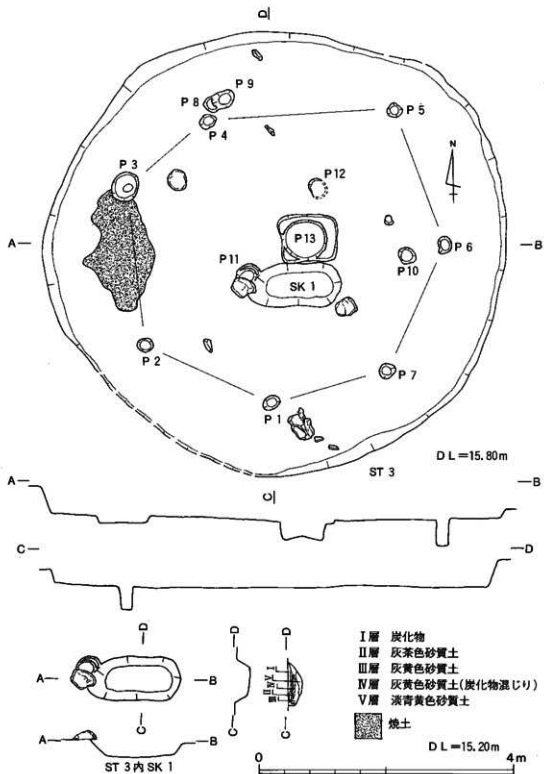 D
P 9
P 8
P 4
P 5
P 3
N
P 12
A
B
P 13
P 6
P 10
P 11
SK 1
P 2
P 7
P 1
ST 3
D L =15.80m
C
A
B
C
D
D
D
D
A
B
C
C
C
A
B
ST 3 内 SK 1
I 層 炭化物
II 層 灰茶色砂質土
III 層 灰黄色砂質土
IV 層 灰黄色砂質土(炭化物混じり)
V 層 淡青黄色砂質土
焼土
D L =15.20m
0
4 m